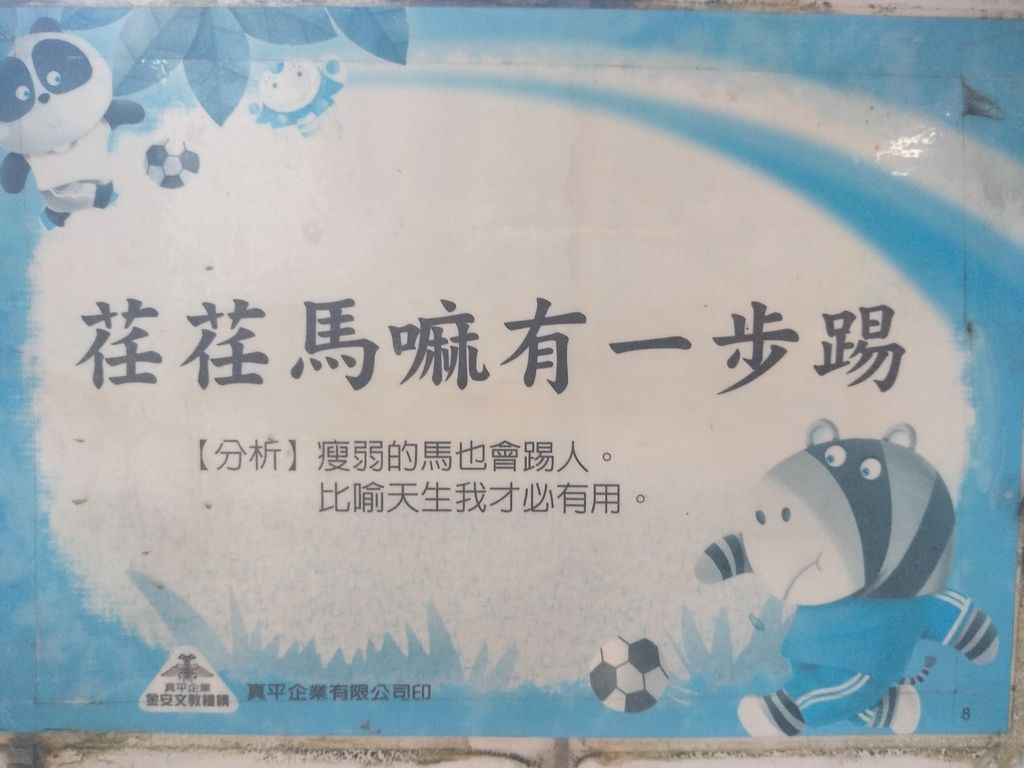 荏荏馬嘛有一步踢
【分析】瘦弱的馬也會踢人。
比喻天生我才必有用。
真平企業
金安文教機構
真平企業有限公司印
8